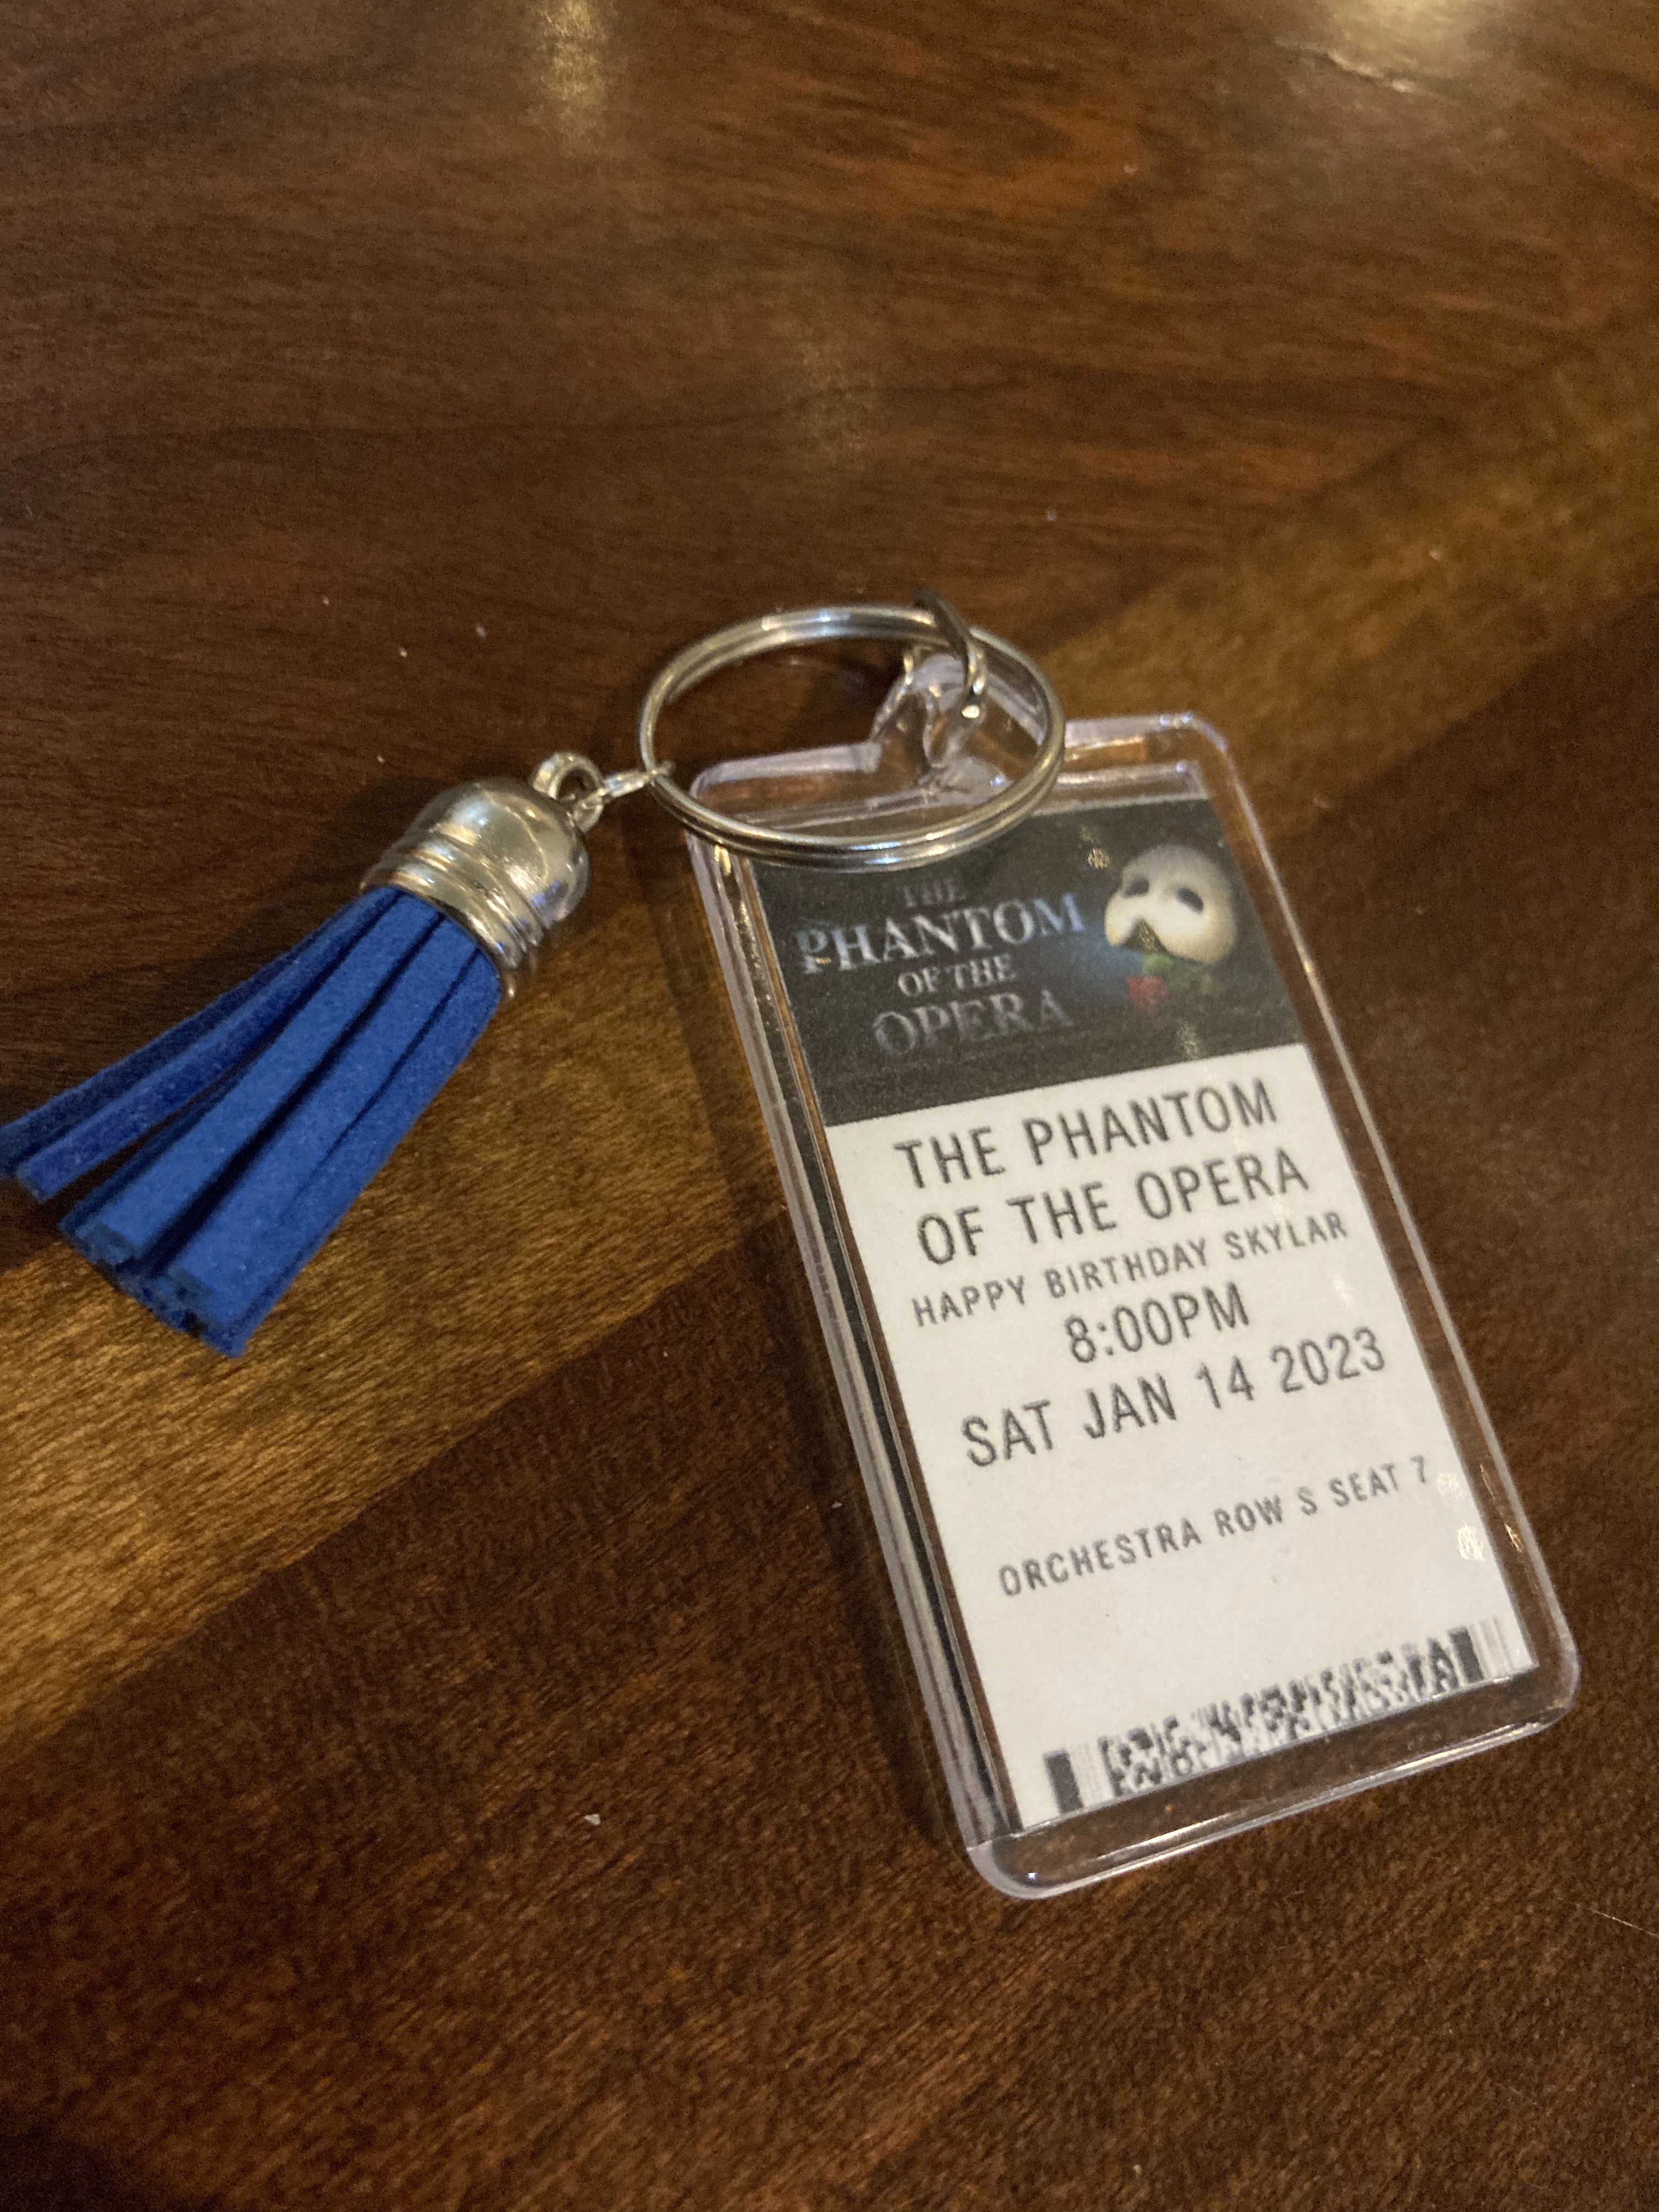 THE
PHANTOM
OF THE
OPERA
THE PHANTOM
OF THE OPERA
HAPPY BIRTHDAY SKYLAR
8:00PM
SAT JAN 14 2023
ORCHESTRA ROW S SEAT 7